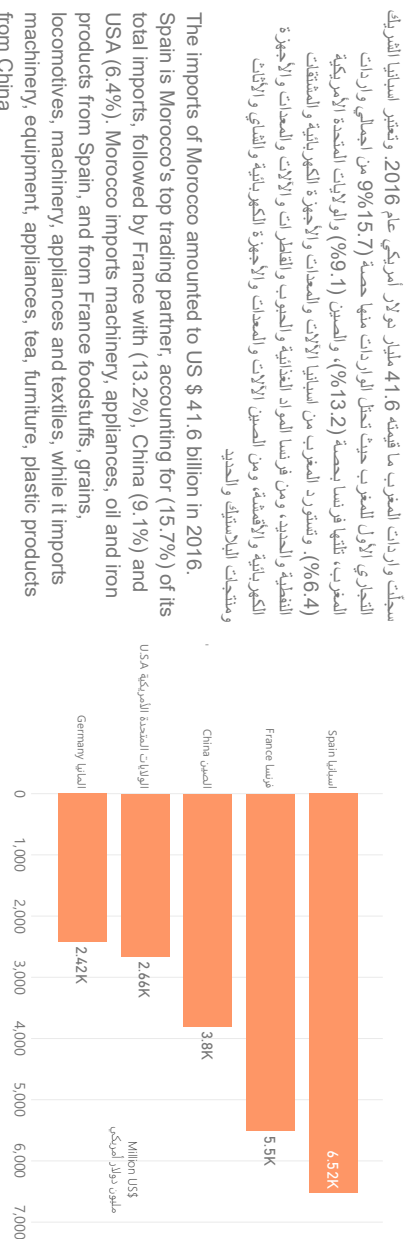 سجلت واردات المغرب ما قيمته 41.6 مليار دولار أمريكي عام 2016. وتعتبر اسبانيا الشريك
التجاري الأول للمغرب حيث تحتل الواردات منها حصة (15.7%9 من اجمالي واردات
المغرب، تلتها فرنسا بحصة (13.2%)، والصين (9.1%) والولايات المتحدة الأمريكية
(6.4%). وتستورد المغرب من اسبانيا الآلات والمعدات والأجهزة الكهربائية والمشتقات
النفطية والحديد، ومن فرنسا المواد الغذائية والحبوب والقطرات والآلات والمعدات والأجهزة
الكهربائية والأقمشة، ومن الصين الآلات والمعدات والأجهزة الكهربائية والشاي والأثاث
ومنتجات البلاستيك والحديد
The imports of Morocco amounted to US $ 41.6 billion in 2016.
Spain is Morocco's top trading partner, accounting for (15.7%) of its
total imports, followed by France with (13.2%), China (9.1%) and
USA (6.4%). Morocco imports machinery, appliances, oil and iron
products from Spain, and from France foodstuffs, grains,
locomotives, machinery, appliances and textiles, while it imports
machinery, equipment, appliances, tea, furniture, plastic products
from China
اسبانيا Spain
6.52K
فرنسا France
5.5K
الصين China
3.8K
الولايات المتحدة الأمريكية U.S.A
2.66K
المانيا Germany
2.42K
Million US$
مليون دولار أمريكي
0
1,000
2,000
3,000
4,000
5,000
6,000
7,000